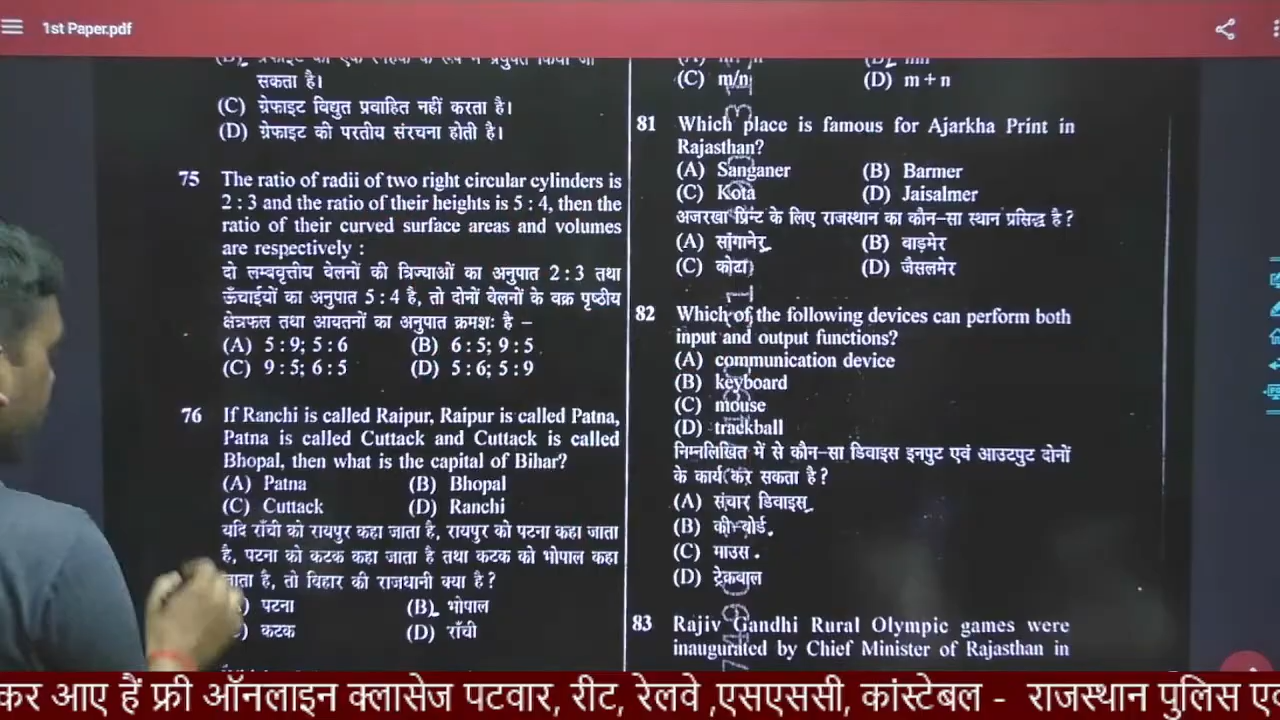 1st Paper.pdf
सकता है।
(C) ग्रेफाइट विद्युत प्रवाहित नहीं करता है।
(D) ग्रेफाइट की परतीय संरचना होती है।
75 The ratio of radii of two right circular cylinders is
2 : 3 and the ratio of their heights is 5 : 4, then the
ratio of their curved surface areas and volumes
are respectively :
दो लम्बवृत्तीय बेलनों की त्रिज्याओं का अनुपात 2 : 3 तथा
ऊँचाईयों का अनुपात 5 : 4 है, तो दोनों बेलनों के वक्र पृष्ठीय
क्षेत्रफल तथा आयतनों का अनुपात क्रमशः है –
(A) 5 : 9; 5 : 6 (B) 6 : 5; 9 : 5
(C) 9 : 5; 6 : 5 (D) 5 : 6; 5 : 9
76 If Ranchi is called Raipur, Raipur is called Patna,
Patna is called Cuttack and Cuttack is called
Bhopal, then what is the capital of Bihar?
(A) Patna (B) Bhopal
(C) Cuttack (D) Ranchi
यदि राँची को रायपुर कहा जाता है, रायपुर को पटना कहा जाता
है, पटना को कटक कहा जाता है तथा कटक को भोपाल कहा
जाता है, तो बिहार की राजधानी क्या है ?
पटना (B) भोपाल
कटक (D) राँची
(C) m/n (D) m + n
81 Which place is famous for Ajarkha Print in
Rajasthan?
(A) Sanganer (B) Barmer
(C) Kota (D) Jaisalmer
अजरखा प्रिन्ट के लिए राजस्थान का कौन-सा स्थान प्रसिद्ध है ?
(A) सांगानेर (B) बाड़मेर
(C) कोटा (D) जैसलमेर
82 Which of the following devices can perform both
input and output functions?
(A) communication device
(B) keyboard
(C) mouse
(D) trackball
निम्नलिखित में से कौन-सा डिवाइस इनपुट एवं आउटपुट दोनों
के कार्य कर सकता है ?
(A) संचार डिवाइस
(B) की-बोर्ड
(C) माउस
(D) ट्रेकबाल
83 Rajiv Gandhi Rural Olympic games were
inaugurated by Chief Minister of Rajasthan in
कर आए हैं फ्री ऑनलाइन क्लासेज पटवार, रीट, रेलवे ,एसएससी, कांस्टेबल - राजस्थान पुलिस